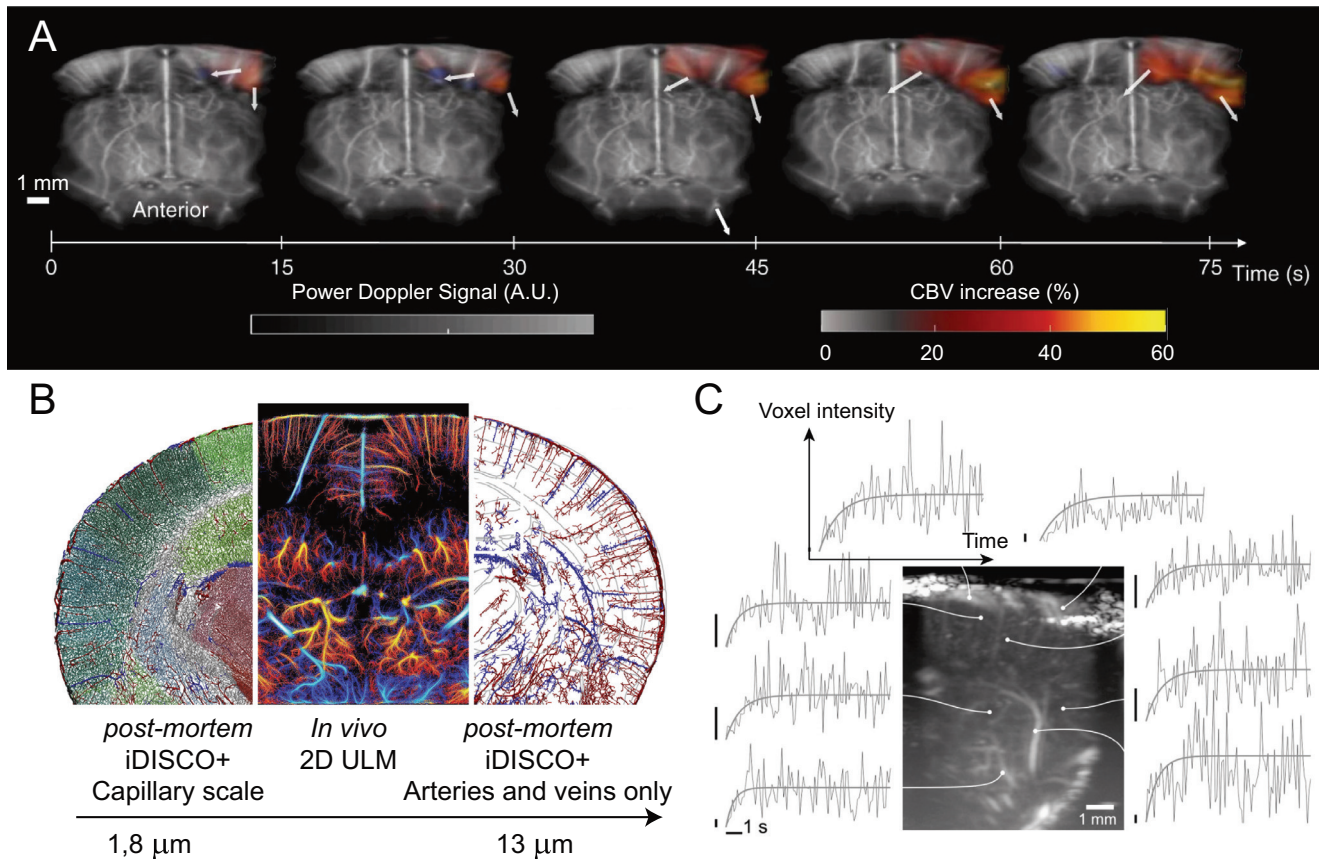 A
1 mm
Anterior
0
15
30
45
60
75
Time (s)
Power Doppler Signal (A.U.)
CBV increase (%)
0
20
40
60
B
post-mortem
iDISCO+
Capillary scale
In vivo
2D ULM
post-mortem
iDISCO+
Arteries and veins only
1,8 μm
13 μm
C
Voxel intensity
Time
1 mm
1 s